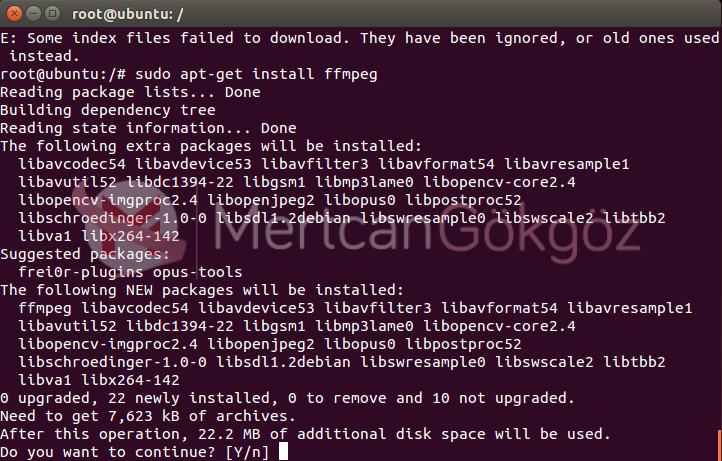 root@ubuntu: /
E: Some index files failed to download. They have been ignored, or old ones used
instead.
root@ubuntu:/# sudo apt-get install ffmpeg
Reading package lists... Done
Building dependency tree
Reading state information... Done
The following extra packages will be installed:
libavcodec54 libavdevice53 libavfilter3 libavformat54 libavresample1
libavutil52 libdc1394-22 libgsm1 libmp3lame0 libopencv-core2.4
libopencv-imgproc2.4 libopenjpeg2 libopus0 libpostproc52
libschroedinger-1.0-0 libsdl1.2debian libswresample0 libswscale2 libtbb2
libva1 libx264-142
MertcanGökgöz
Suggested packages:
frei0r-plugins opus-tools
The following NEW packages will be installed:
ffmpeg libavcodec54 libavdevice53 libavfilter3 libavformat54 libavresample1
libavutil52 libdc1394-22 libgsm1 libmp3lame0 libopencv-core2.4
libopencv-imgproc2.4 libopenjpeg2 libopus0 libpostproc52
libschroedinger-1.0-0 libsdl1.2debian libswresample0 libswscale2 libtbb2
libva1 libx264-142
0 upgraded, 22 newly installed, 0 to remove and 10 not upgraded.
Need to get 7,623 kB of archives.
After this operation, 22.2 MB of additional disk space will be used.
Do you want to continue? [Y/n]